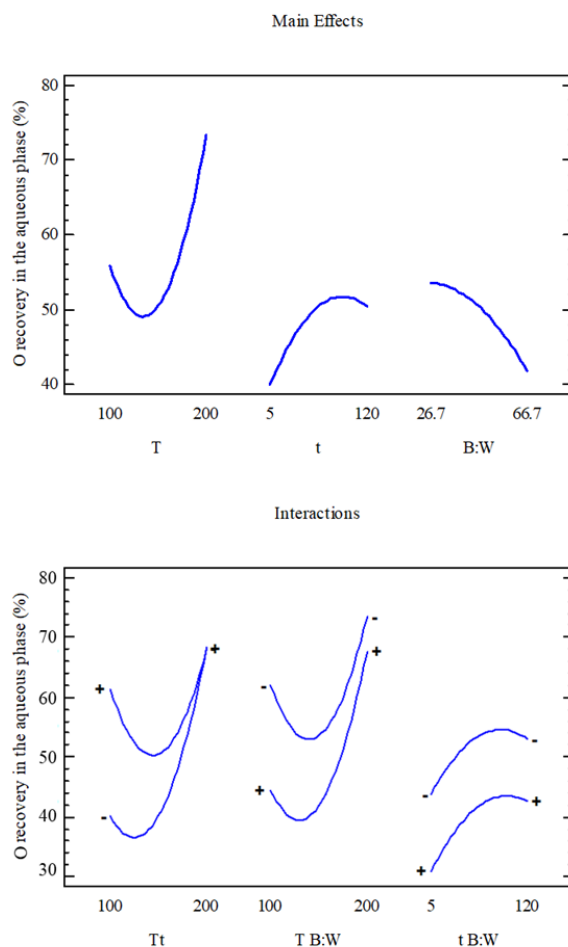 Main Effects
O recovery in the aqueous phase (%)
80
70
60
50
40
100 200 5 120 26.7 66.7
T t B:W
Interactions
O recovery in the aqueous phase (%)
80
70
60
50
40
30
+ - + - + - + - + - +
100 200 100 200 5 120
Tt T B:W t B:W